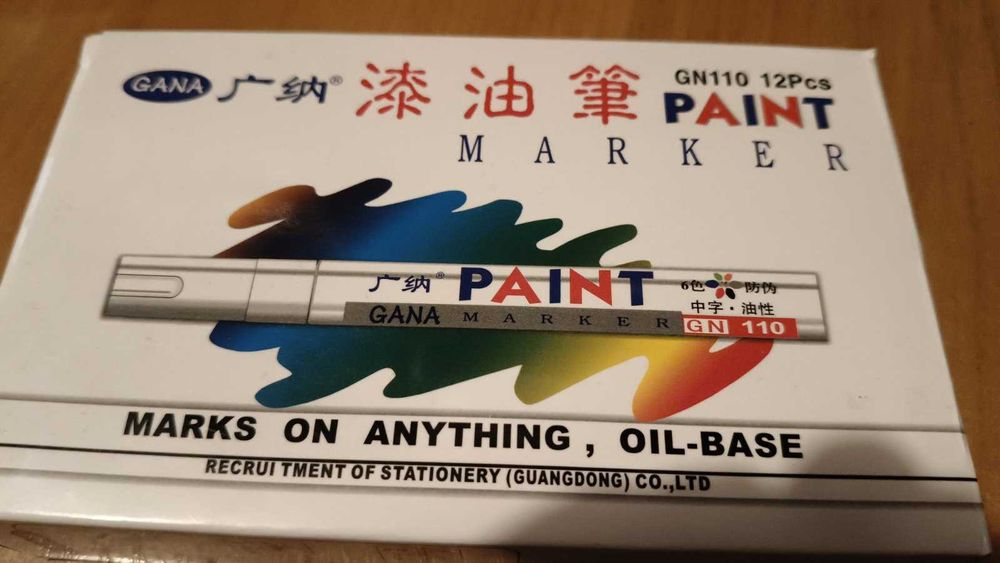 GANA 广纳® 漆油筆 GN110 12Pcs
PAINT
MARKER
广纳® PAINT 6色 防伪
中字·油性
GANA MARKER GN 110
MARKS ON ANYTHING , OIL-BASE
RECRUI TMENT OF STATIONERY (GUANGDONG) CO.,LTD